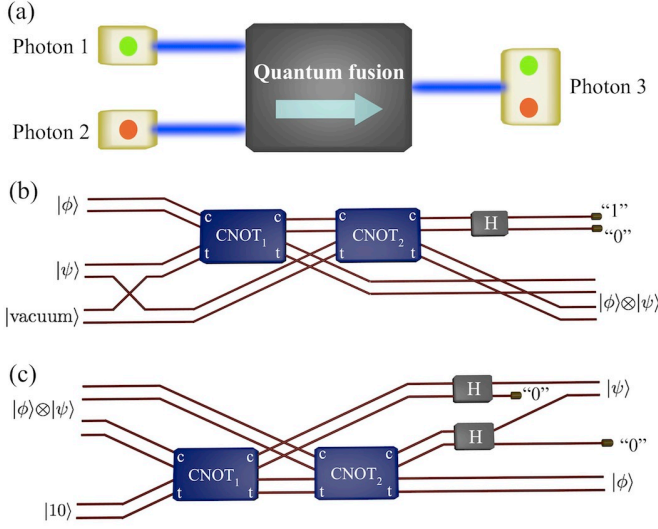 (a)
Photon 1
Photon 2
Quantum fusion
Photon 3
(b)
|ϕ⟩
|ψ⟩
|vacuum⟩
c c
CNOT₁
t t
c c
CNOT₂
t t
H
“1”
“0”
|ϕ⟩⊗|ψ⟩
(c)
|ϕ⟩⊗|ψ⟩
|10⟩
c c
CNOT₁
t t
c c
CNOT₂
t t
H
“0”
|ψ⟩
H
“0”
|ϕ⟩